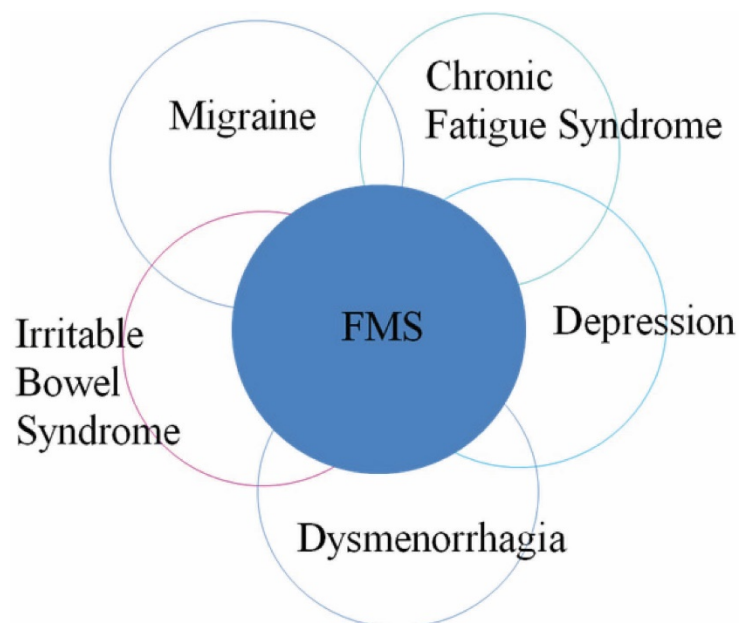 Migraine
Chronic
Fatigue Syndrome
FMS
Depression
Irritable
Bowel
Syndrome
Dysmenorrhagia